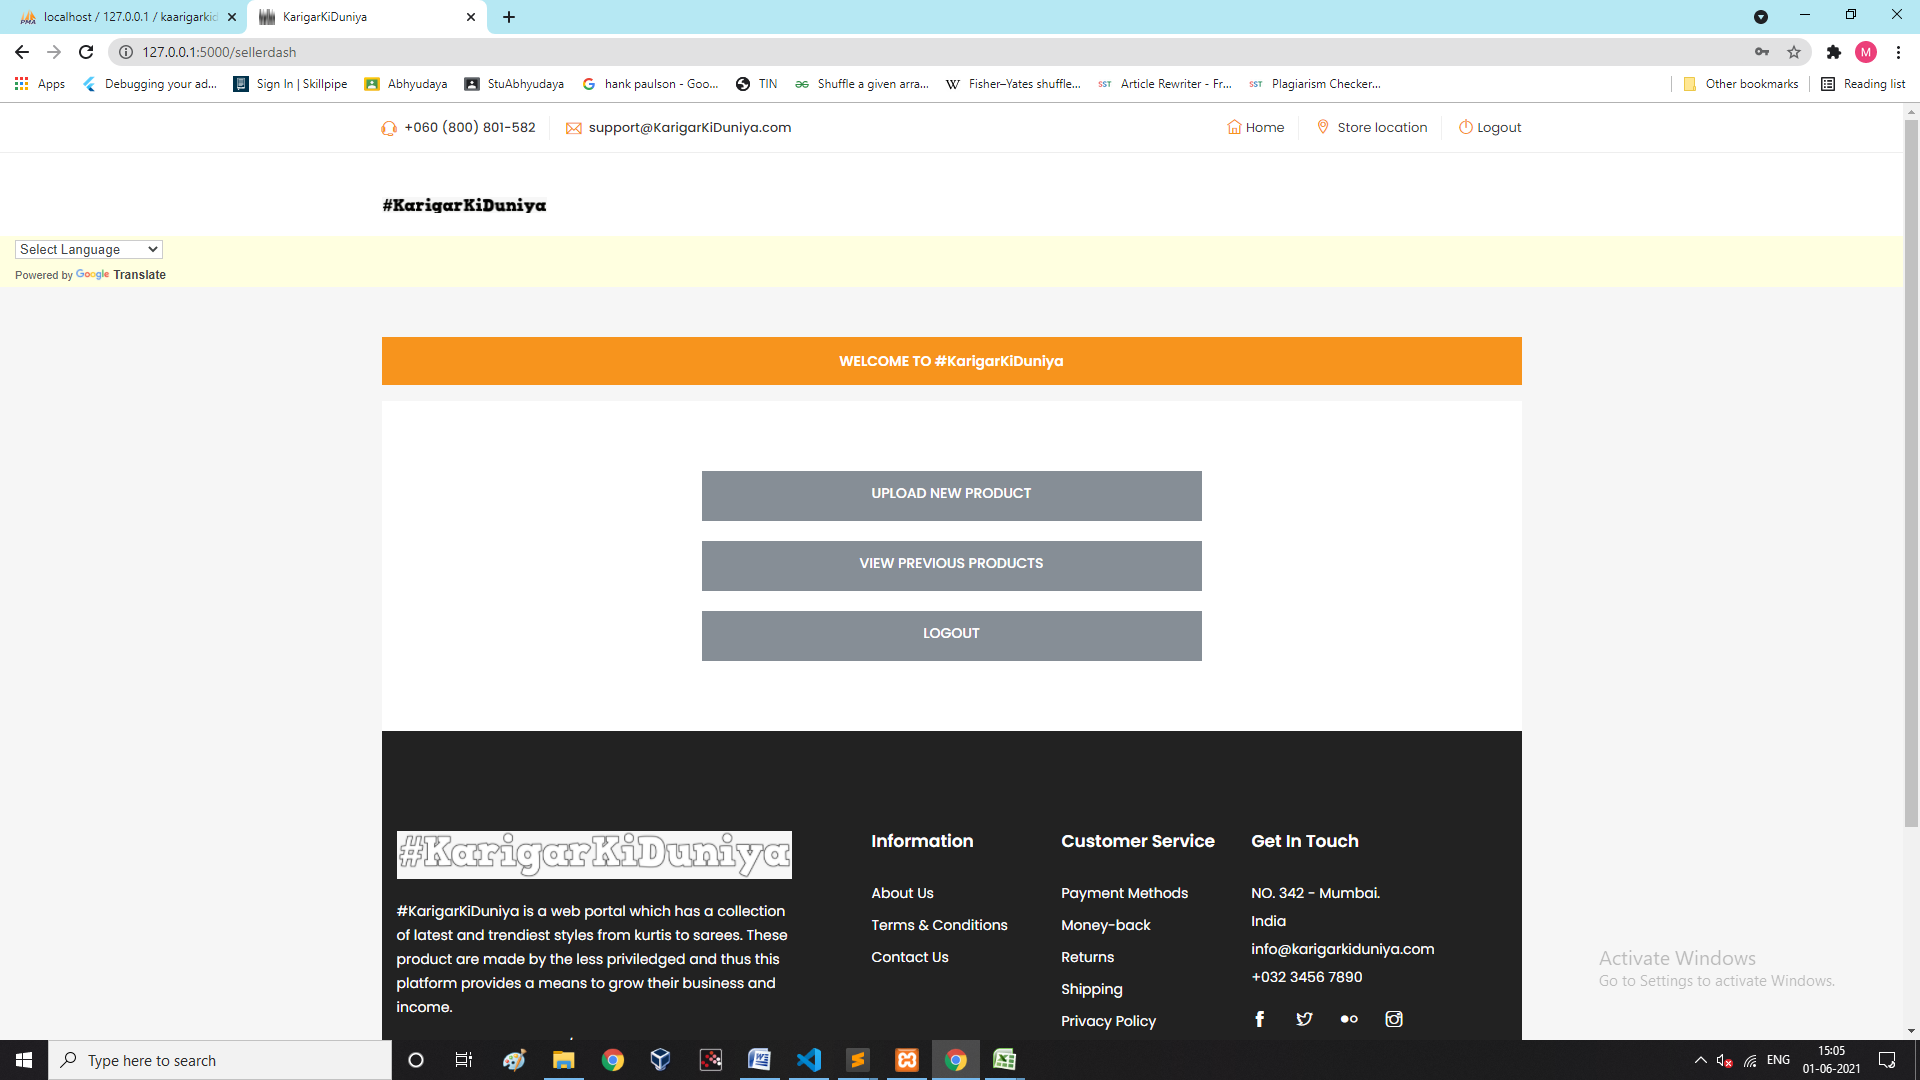 localhost / 127.0.0.1 / kaarigarkid
KarigarKiDuniya
127.0.0.1:5000/sellerdash
M
Apps
Debugging your ad...
Sign In | Skillpipe
Abhyudaya
StuAbhyudaya
hank paulson - Goo...
TIN
Shuffle a given arra...
Fisher–Yates shuffle...
SST
Article Rewriter - Fr...
SST
Plagiarism Checker...
Other bookmarks
Reading list
+060 (800) 801-582
support@KarigarKiDuniya.com
Home
Store location
Logout
#KarigarKiDuniya
Select Language
Powered by Google Translate
WELCOME TO #KarigarKiDuniya
UPLOAD NEW PRODUCT
VIEW PREVIOUS PRODUCTS
LOGOUT
#KarigarKiDuniya
#KarigarKiDuniya is a web portal which has a collection
of latest and trendiest styles from kurtis to sarees. These
product are made by the less priviledged and thus this
platform provides a means to grow their business and
income.
Information
About Us
Terms & Conditions
Contact Us
Customer Service
Payment Methods
Money-back
Returns
Shipping
Privacy Policy
Get In Touch
NO. 342 - Mumbai.
India
info@karigarkiduniya.com
+032 3456 7890
Activate Windows
Go to Settings to activate Windows.
Type here to search
ENG
15:05
01-06-2021